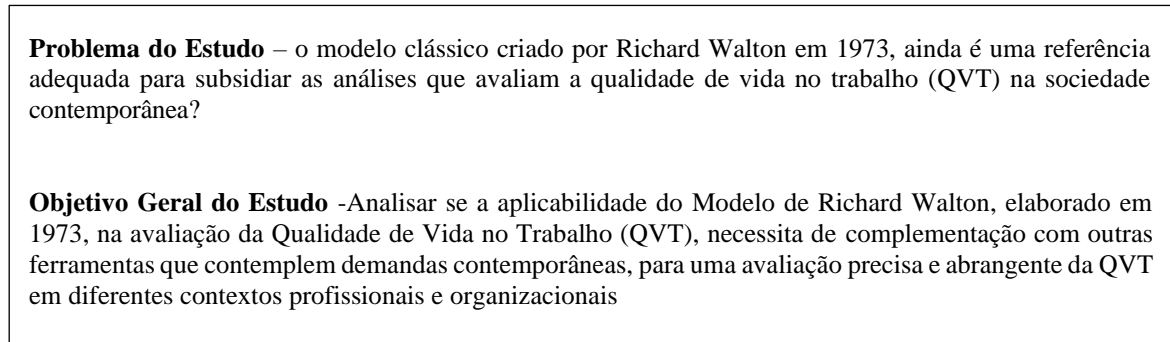 Problema do Estudo – o modelo clássico criado por Richard Walton em 1973, ainda é uma referência
adequada para subsidiar as análises que avaliam a qualidade de vida no trabalho (QVT) na sociedade
contemporânea?
Objetivo Geral do Estudo -Analisar se a aplicabilidade do Modelo de Richard Walton, elaborado em
1973, na avaliação da Qualidade de Vida no Trabalho (QVT), necessita de complementação com outras
ferramentas que contemplem demandas contemporâneas, para uma avaliação precisa e abrangente da QVT
em diferentes contextos profissionais e organizacionais